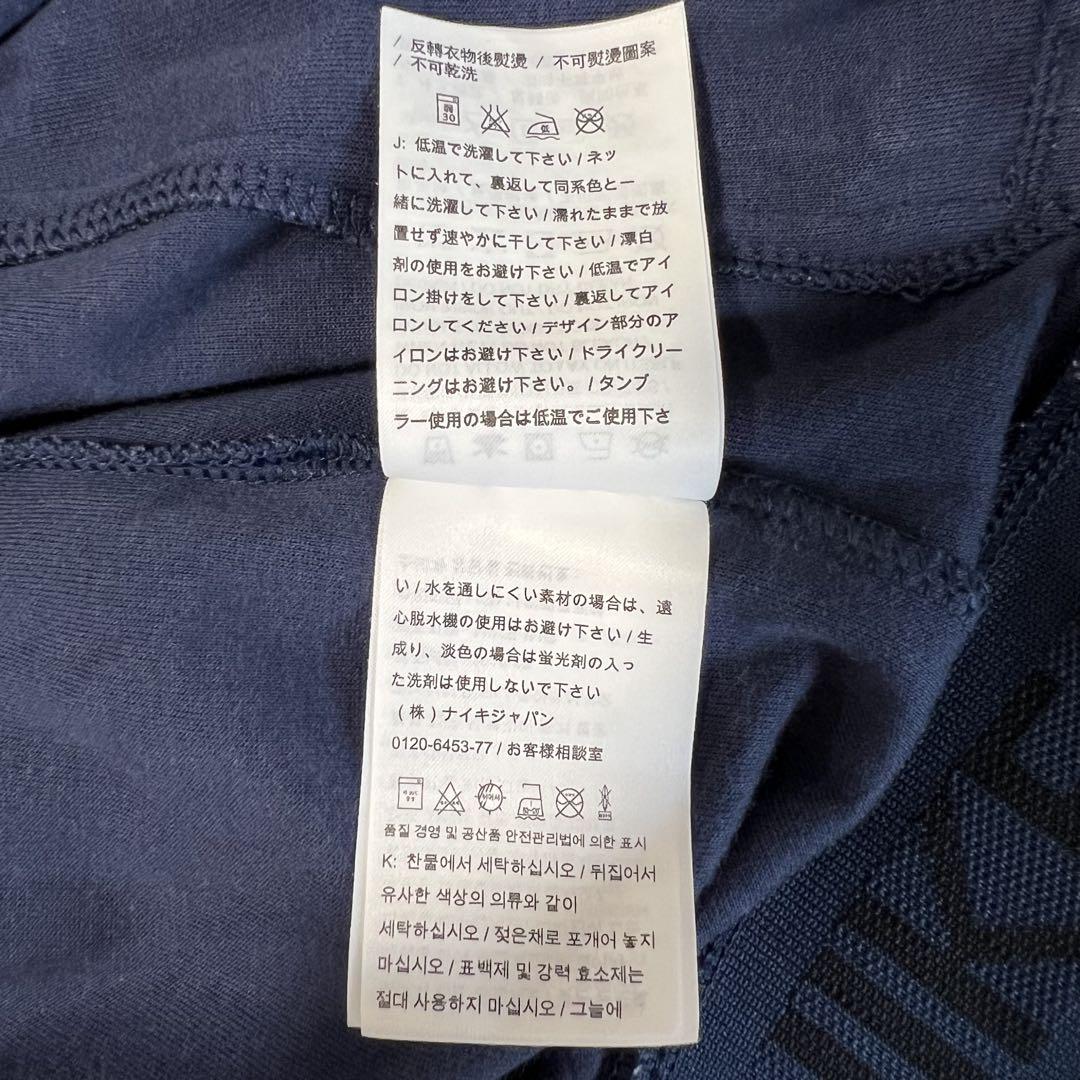 / 反轉衣物後熨燙 / 不可熨燙圖案
/ 不可乾洗
弱
30
低
J: 低温で洗濯して下さい / ネッ
トに入れて、裏返して同系色と一
緒に洗濯して下さい / 濡れたままで放
置せず速やかに干して下さい / 漂白
剤の使用をお避け下さい / 低温でアイ
ロン掛けをして下さい / 裏返してアイ
ロンしてください / デザイン部分のア
イロンはお避け下さい / ドライクリー
ニングはお避け下さい。 / タンブ
ラー使用の場合は低温でご使用下さ
い / 水を通しにくい素材の場合は、遠
心脱水機の使用はお避け下さい / 生
成り、淡色の場合は蛍光剤の入っ
た洗剤は使用しないで下さい
( 株 ) ナイキジャパン
0120-6453-77 / お客様相談室
품질 경영 및 공산품 안전관리법에 의한 표시
K: 찬물에서 세탁하십시오 / 뒤집어서
유사한 색상의 의류와 같이
세탁하십시오 / 젖은채로 포개어 놓지
마십시오 / 표백제 및 강력 효소제는
절대 사용하지 마십시오 / 그늘에